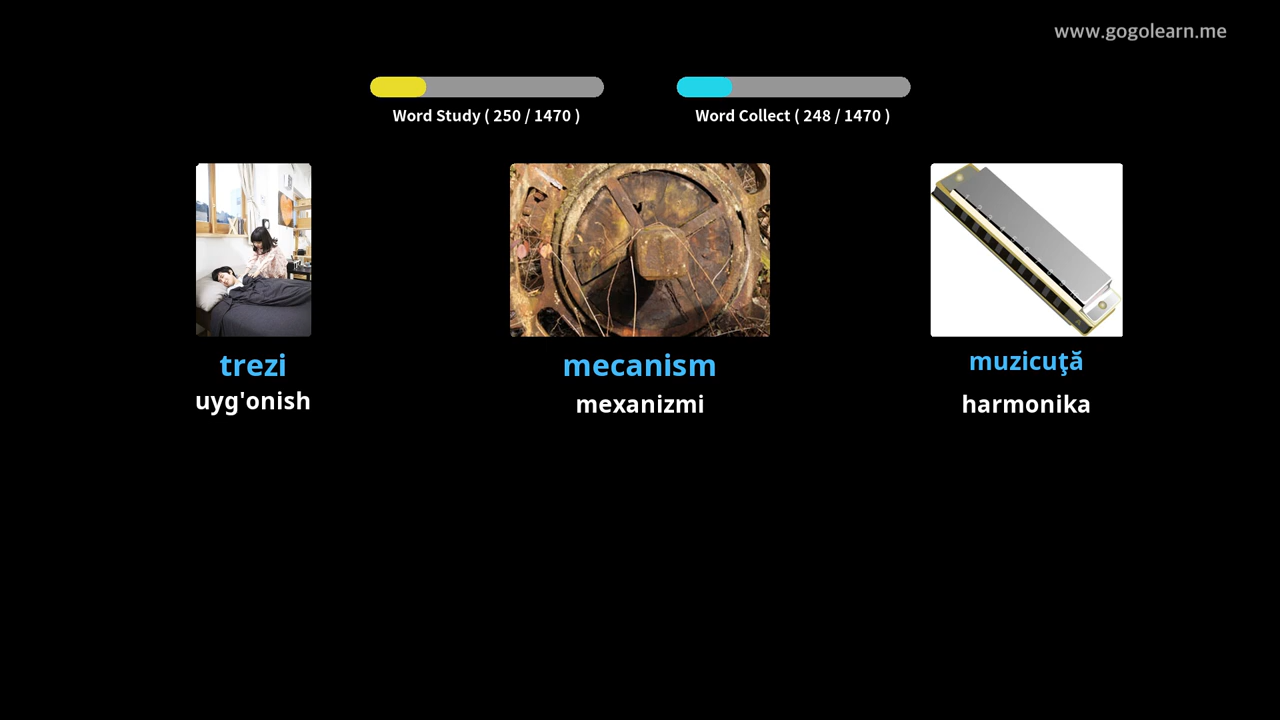 www.gogolearn.me
Word Study ( 250 / 1470 )
Word Collect ( 248 / 1470 )
trezi
uyg'onish
mecanism
mexanizmi
muzicuţă
harmonika